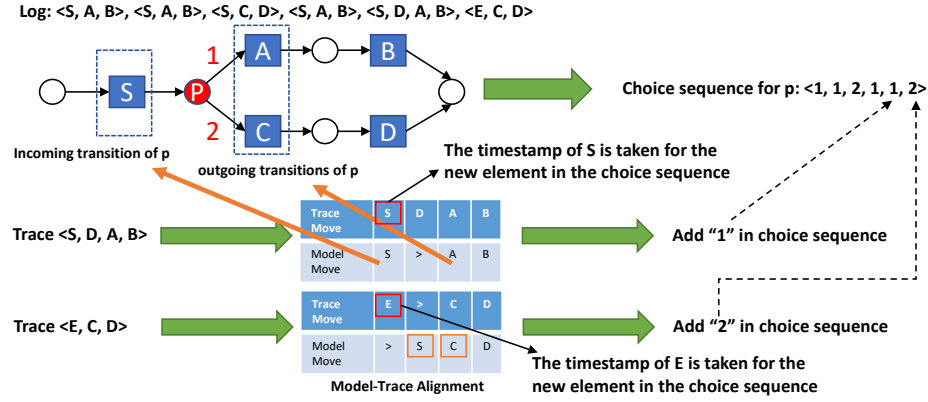 Log: <S, A, B>, <S, A, B>, <S, C, D>, <S, A, B>, <S, D, A, B>, <E, C, D>
1
A
B
S
P
Choice sequence for p: <1, 1, 2, 1, 1, 2>
2
C
D
Incoming transition of p
outgoing transitions of p
The timestamp of S is taken for the
new element in the choice sequence
Trace <S, D, A, B>
Trace Move S D A B
Model Move S > A B
Add "1" in choice sequence
Trace <E, C, D>
Trace Move E > C D
Model Move > S C D
Add "2" in choice sequence
The timestamp of E is taken for the
new element in the choice sequence
Model-Trace Alignment